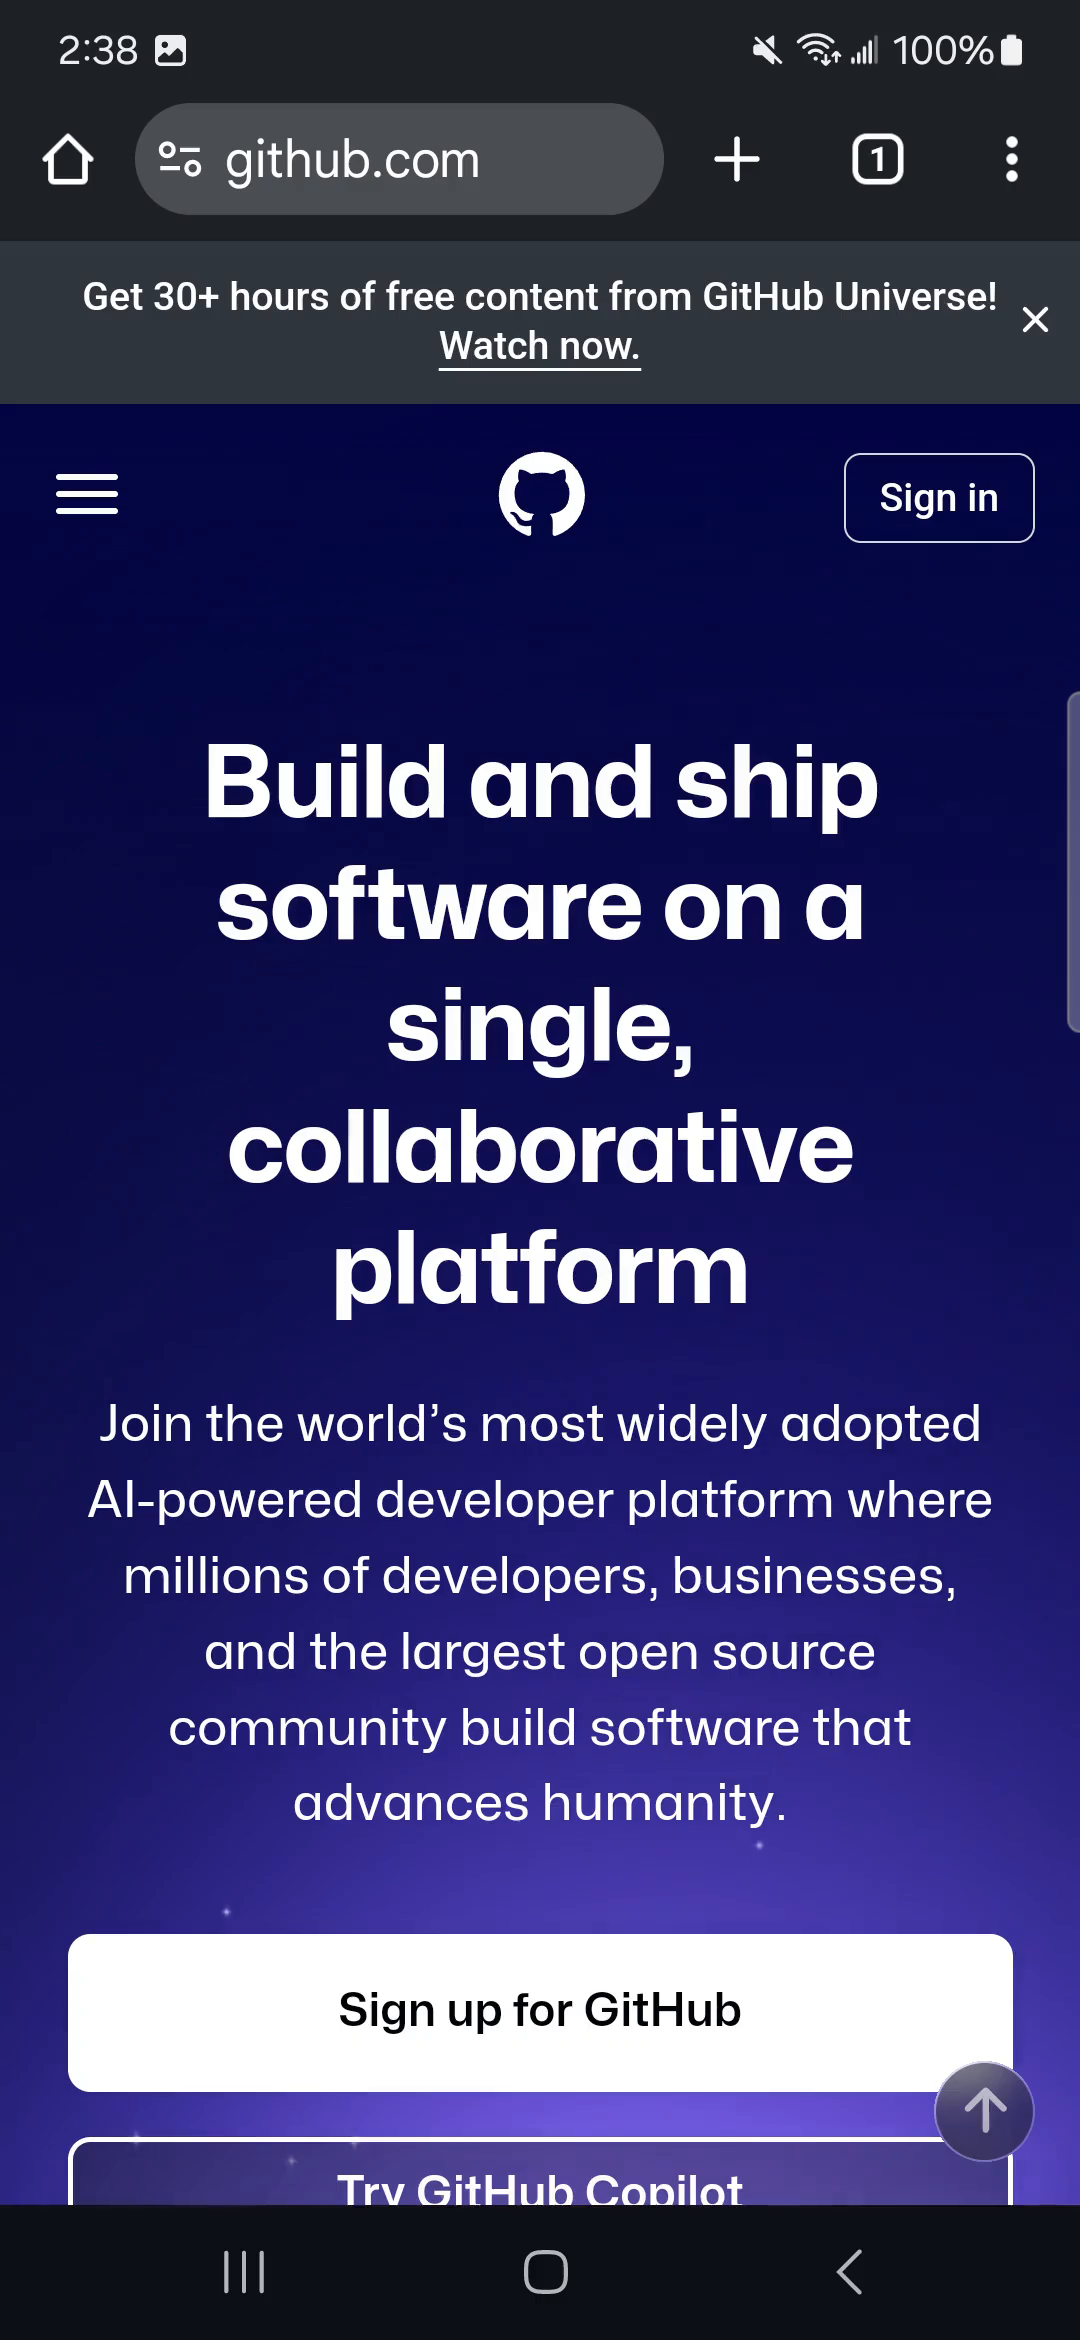 2:38 100%
github.com 1
Get 30+ hours of free content from GitHub Universe!
Watch now.
Sign in
Build and ship
software on a
single,
collaborative
platform
Join the world’s most widely adopted
AI-powered developer platform where
millions of developers, businesses,
and the largest open source
community build software that
advances humanity.
Sign up for GitHub
Try GitHub Copilot